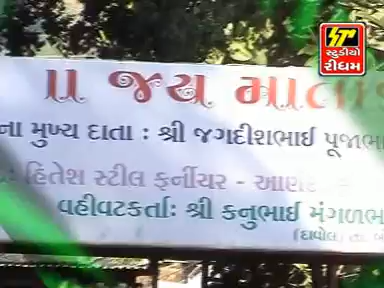 સ્ટુડીયો
રીધમ
॥ જય માતા
ના મુખ્ય દાતા : શ્રી જગદીશભાઈ પૂજાભા
હિતેશ સ્ટીલ ફર્નીચર - આણંદ
વહીવટકર્તાઃ શ્રી કનુભાઈ મંગળભ
(દાવોલ) તા.